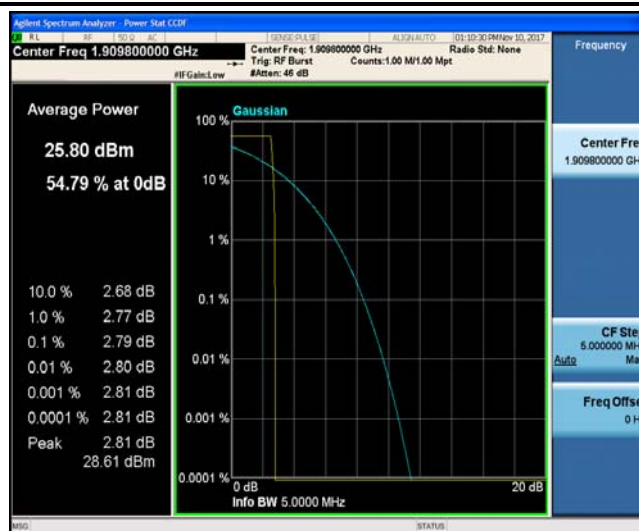 Agilent Spectrum Analyzer - Power Stat CCDF
RL RF 50 Ω AC SENSE:PULSE ALIGN AUTO 01:10:30 PM Nov 10, 2017
Center Freq 1.909800000 GHz
Center Freq: 1.909800000 GHz Radio Std: None
Trig: RF Burst Counts:1.00 M/1.00 Mpt
#IFGain:Low #Atten: 46 dB
Frequency
Average Power
25.80 dBm
54.79 % at 0dB
10.0 % 2.68 dB
1.0 % 2.77 dB
0.1 % 2.79 dB
0.01 % 2.80 dB
0.001 % 2.81 dB
0.0001 % 2.81 dB
Peak 2.81 dB
28.61 dBm
Gaussian
100 %
10 %
1 %
0.1 %
0.01 %
0.001 %
0.0001 %
0 dB 20 dB
Info BW 5.0000 MHz
Center Fre
1.909800000 GH
CF Ste
5.000000 MH
Auto Ma
Freq Offse
0 H
MSG STATUS